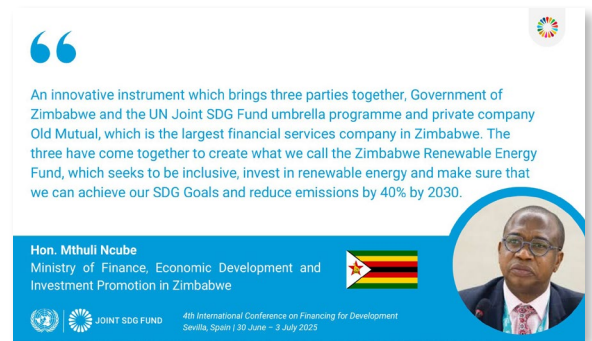 An innovative instrument which brings three parties together, Government of
Zimbabwe and the UN Joint SDG Fund umbrella programme and private company
Old Mutual, which is the largest financial services company in Zimbabwe. The
three have come together to create what we call the Zimbabwe Renewable Energy
Fund, which seeks to be inclusive, invest in renewable energy and make sure that
we can achieve our SDG Goals and reduce emissions by 40% by 2030.
Hon. Mthuli Ncube
Ministry of Finance, Economic Development and
Investment Promotion in Zimbabwe
JOINT SDG FUND
4th International Conference on Financing for Development
Sevilla, Spain | 30 June – 3 July 2025